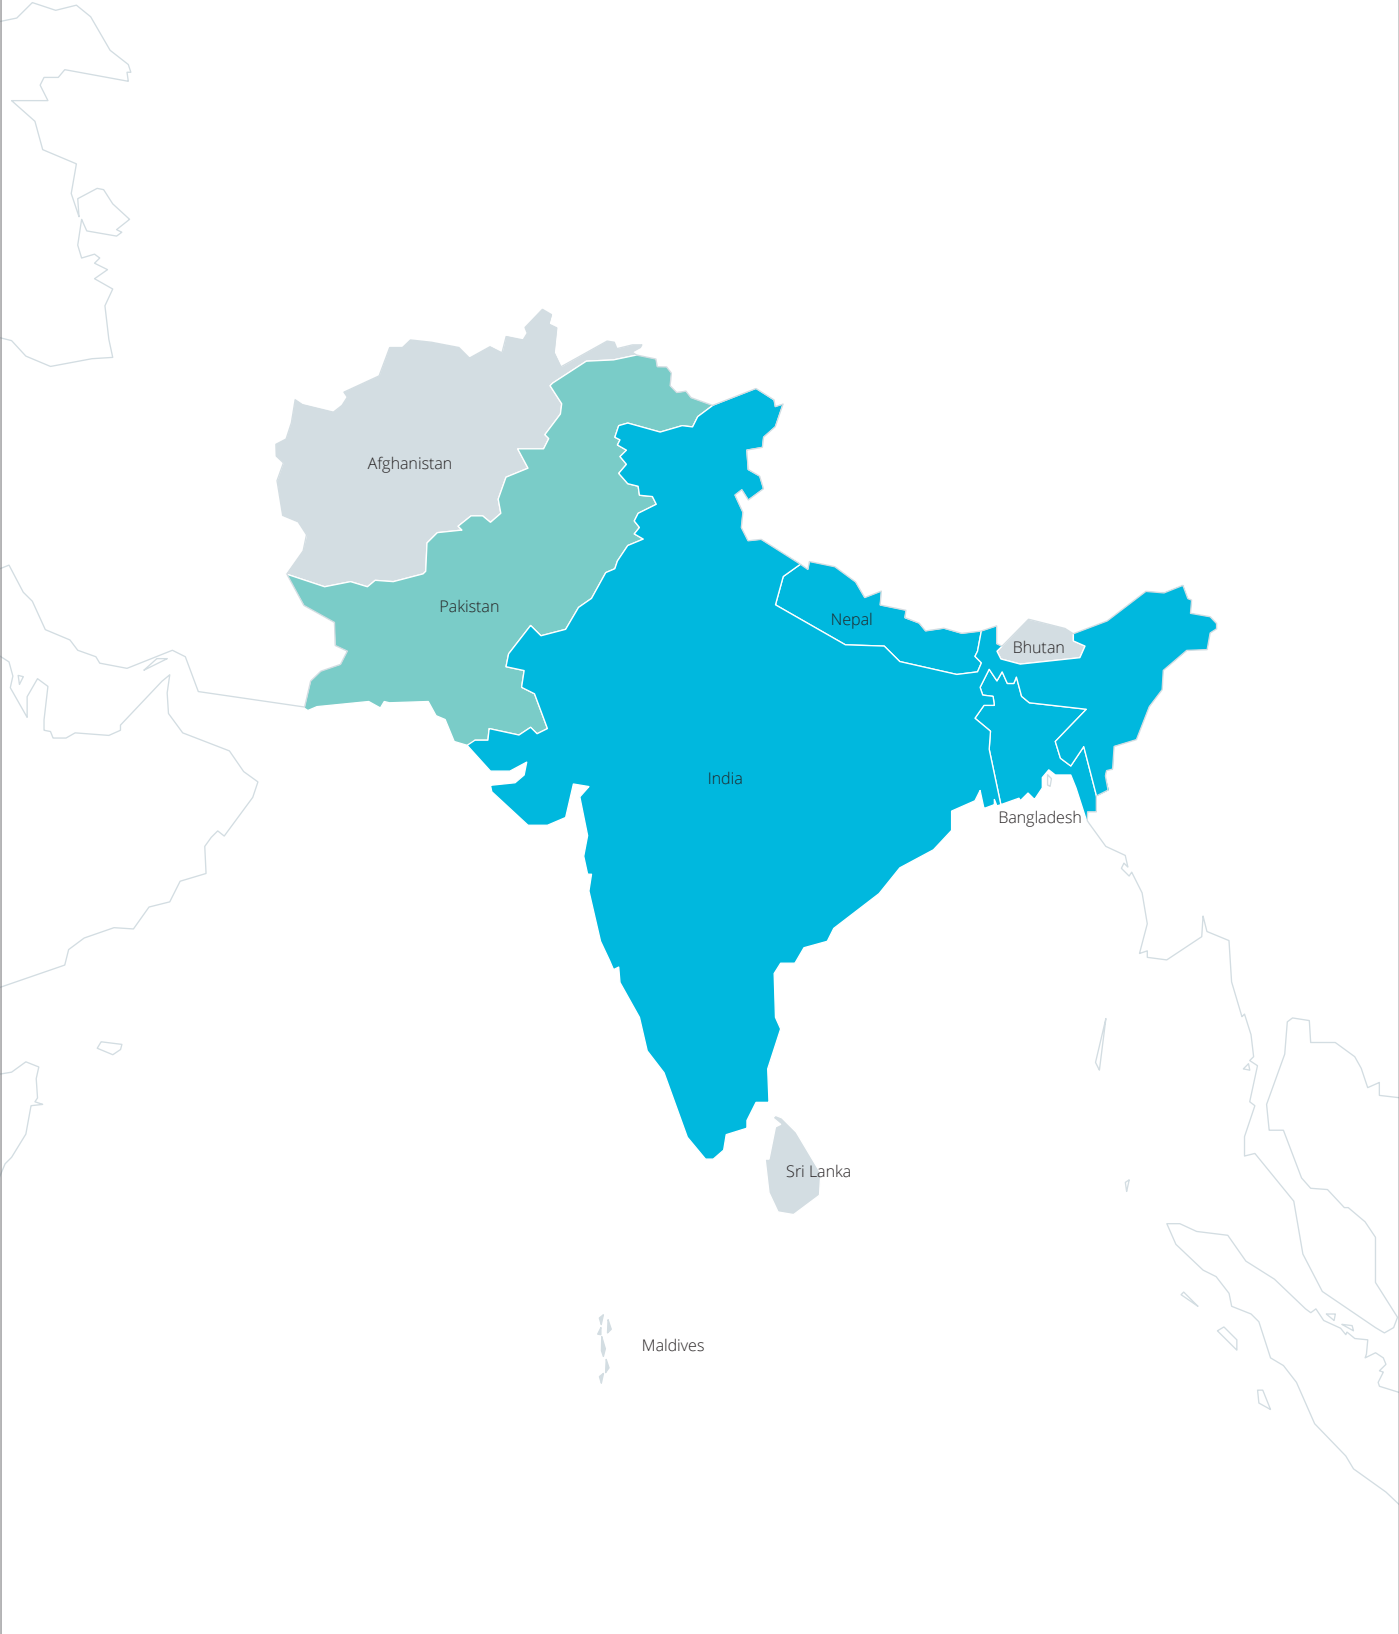 Afghanistan
Pakistan
Nepal
Bhutan
India
Bangladesh
Sri Lanka
Maldives